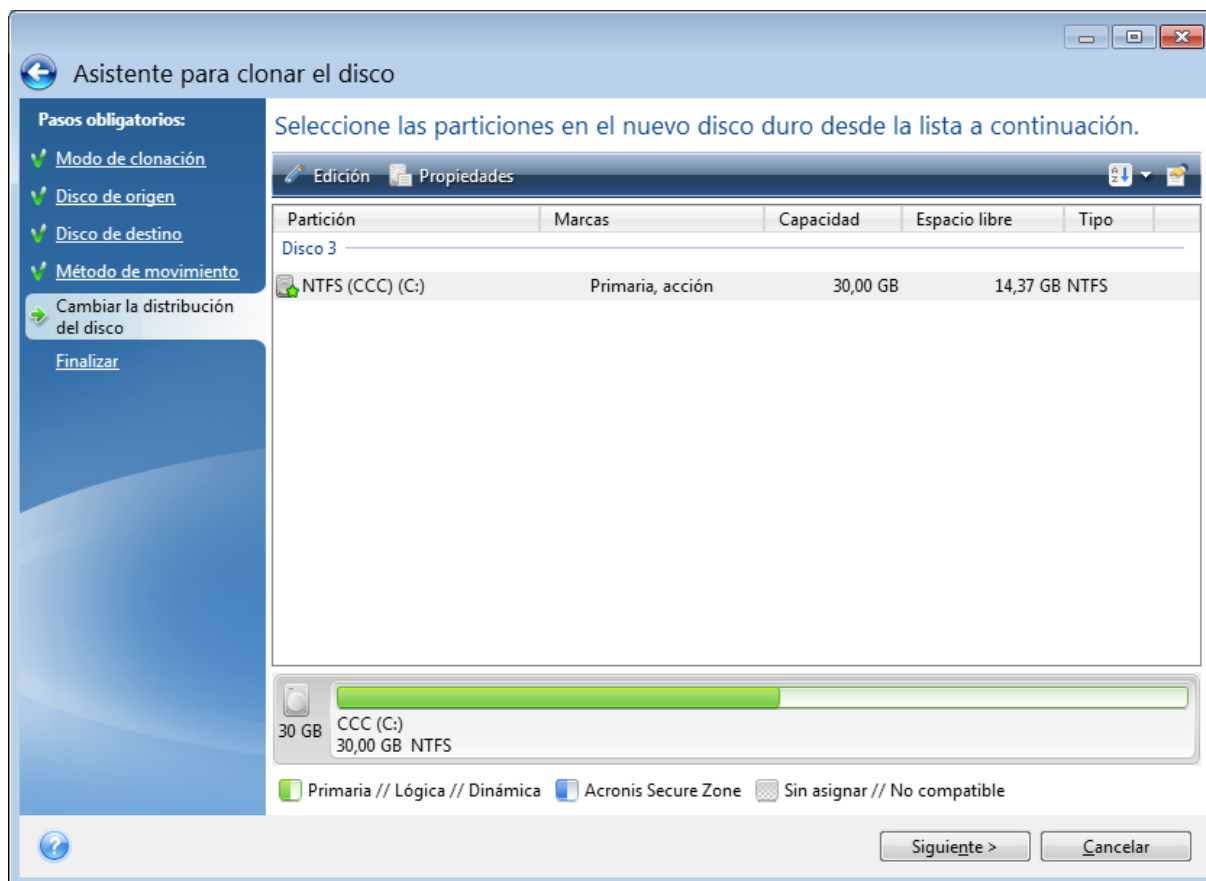 Asistente para clonar el disco
Pasos obligatorios:
Modo de clonación
Disco de origen
Disco de destino
Método de movimiento
Cambiar la distribución
del disco
Finalizar
Seleccione las particiones en el nuevo disco duro desde la lista a continuación.
Edición Propiedades
Partición Marcas Capacidad Espacio libre Tipo
Disco 3
NTFS (CCC) (C:) Primaria, acción 30,00 GB 14,37 GB NTFS
30 GB
CCC (C:)
30,00 GB NTFS
Primaria // Lógica // Dinámica Acronis Secure Zone Sin asignar // No compatible
Siguiente > Cancelar